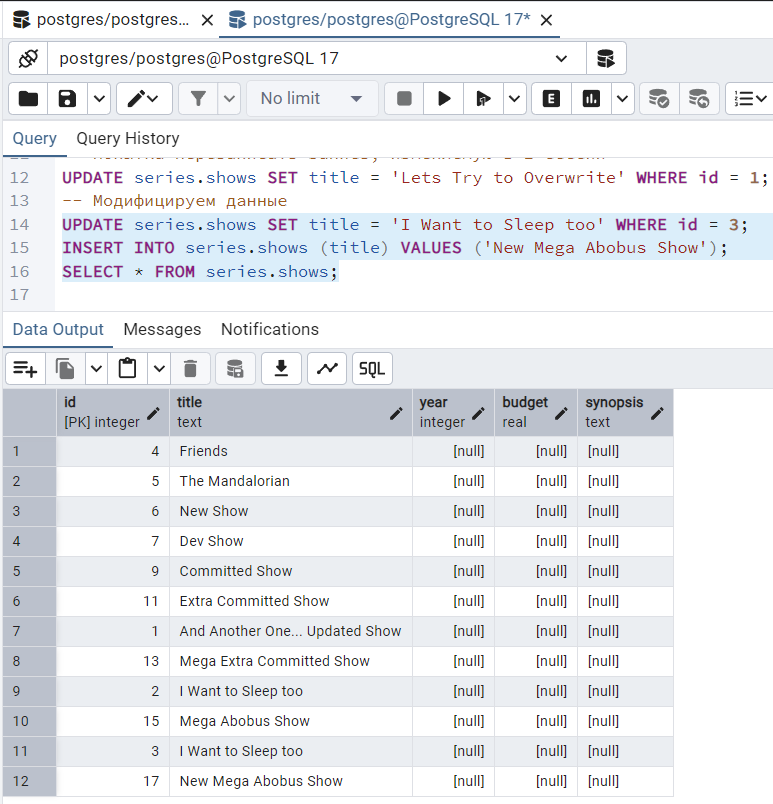 postgres/postgres... postgres/postgres@PostgreSQL 17*
postgres/postgres@PostgreSQL 17
No limit
Query Query History
12 UPDATE series.shows SET title = 'Lets Try to Overwrite' WHERE id = 1;
13 -- Модифицируем данные
14 UPDATE series.shows SET title = 'I Want to Sleep too' WHERE id = 3;
15 INSERT INTO series.shows (title) VALUES ('New Mega Abobus Show');
16 SELECT * FROM series.shows;
17
Data Output Messages Notifications
SQL
id title year budget synopsis
[PK] integer text integer real text
1 4 Friends [null] [null] [null]
2 5 The Mandalorian [null] [null] [null]
3 6 New Show [null] [null] [null]
4 7 Dev Show [null] [null] [null]
5 9 Committed Show [null] [null] [null]
6 11 Extra Committed Show [null] [null] [null]
7 1 And Another One... Updated Show [null] [null] [null]
8 13 Mega Extra Committed Show [null] [null] [null]
9 2 I Want to Sleep too [null] [null] [null]
10 15 Mega Abobus Show [null] [null] [null]
11 3 I Want to Sleep too [null] [null] [null]
12 17 New Mega Abobus Show [null] [null] [null]